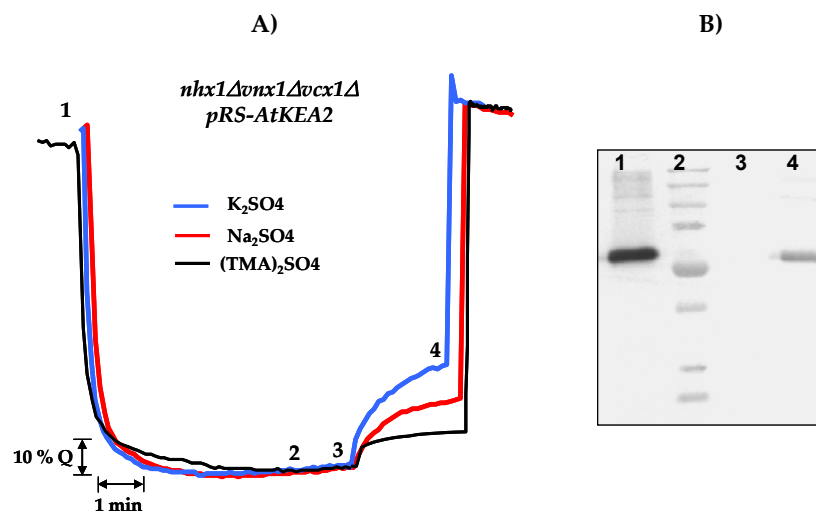 A)
B)
nhx1Δvnx1Δvcx1Δ
pRS-AtKEA2
1
K₂SO4
Na₂SO4
(TMA)₂SO4
4
2
3
10 % Q
1 min
1 2 3 4